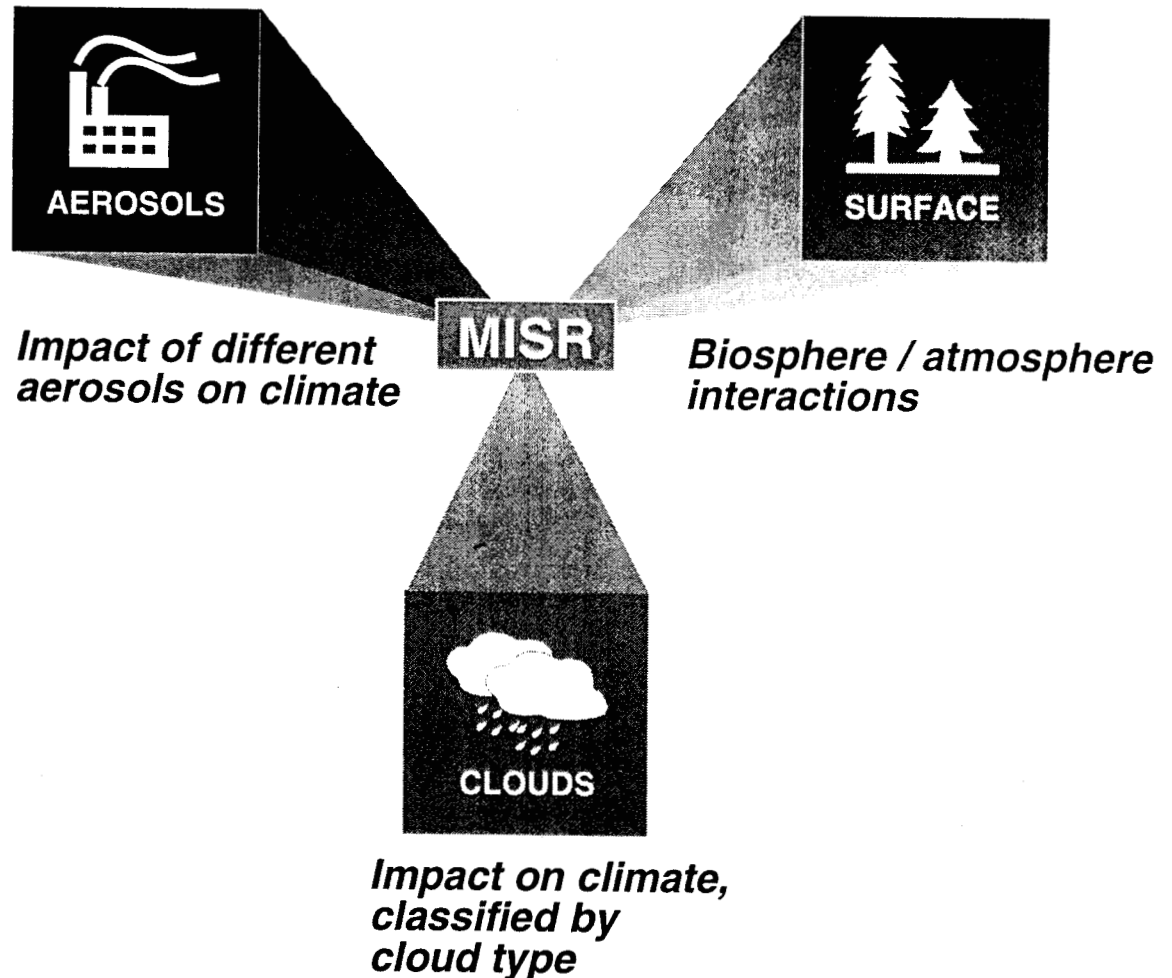 AEROSOLS
SURFACE
MISR
Impact of different
aerosols on climate
Biosphere / atmosphere
interactions
CLOUDS
Impact on climate,
classified by
cloud type